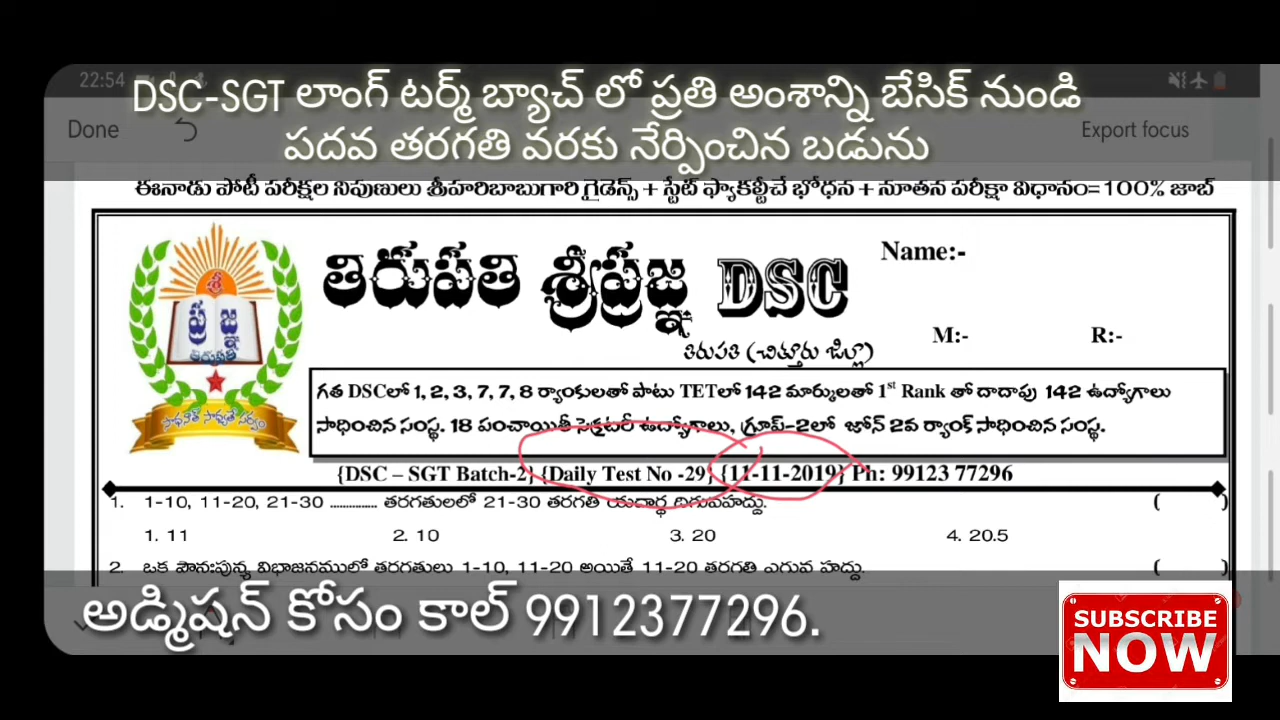 22:54
DSC-SGT లాంగ్ టర్మ్ బ్యాచ్ లో ప్రతి అంశాన్ని బేసిక్ నుండి
పదవ తరగతి వరకు నేర్పించిన బడును
Done
Export focus
ఈనాడు పోటీ పరీక్షల నిపుణులు శ్రీహరిబాబుగారి గైడెన్స్ + స్టేట్ ఫ్యాకల్టీచే భోధన + నూతన పరీక్షా విధానం=100% జాబ్
తిరుపతి శ్రీప్రజ్ఞ DSC
Name:-
శ్రీ
ప్ర జ్ఞ
తిరుపతి
సాధనతో సాధ్యతే సర్వం
M:- R:-
తిరుపతి (చిత్తూరు జిల్లా)
గత DSCలో 1, 2, 3, 7, 7, 8 ర్యాంకులతో పాటు TETలో 142 మార్కులతో 1st Rank తో దాదాపు 142 ఉద్యోగాలు
సాధించిన సంస్థ. 18 పంచాయితీ సెక్రటరీ ఉద్యోగాలు, గ్రూప్-2లో జోన్ 2వ ర్యాంక్ సాధించిన సంస్థ.
{DSC – SGT Batch-2} {Daily Test No -29} {11-11-2019} Ph: 99123 77296
1. 1-10, 11-20, 21-30 ............... తరగతులలో 21-30 తరగతి యదార్థ దిగువహద్దు. ( )
1. 11 2. 10 3. 20 4. 20.5
2. ఒక పౌనఃపున్య విభాజనములో తరగతులు 1-10, 11-20 అయితే 11-20 తరగతి ఎగువ హద్దు. ( )
అడ్మిషన్ కోసం కాల్ 9912377296.
SUBSCRIBE
NOW